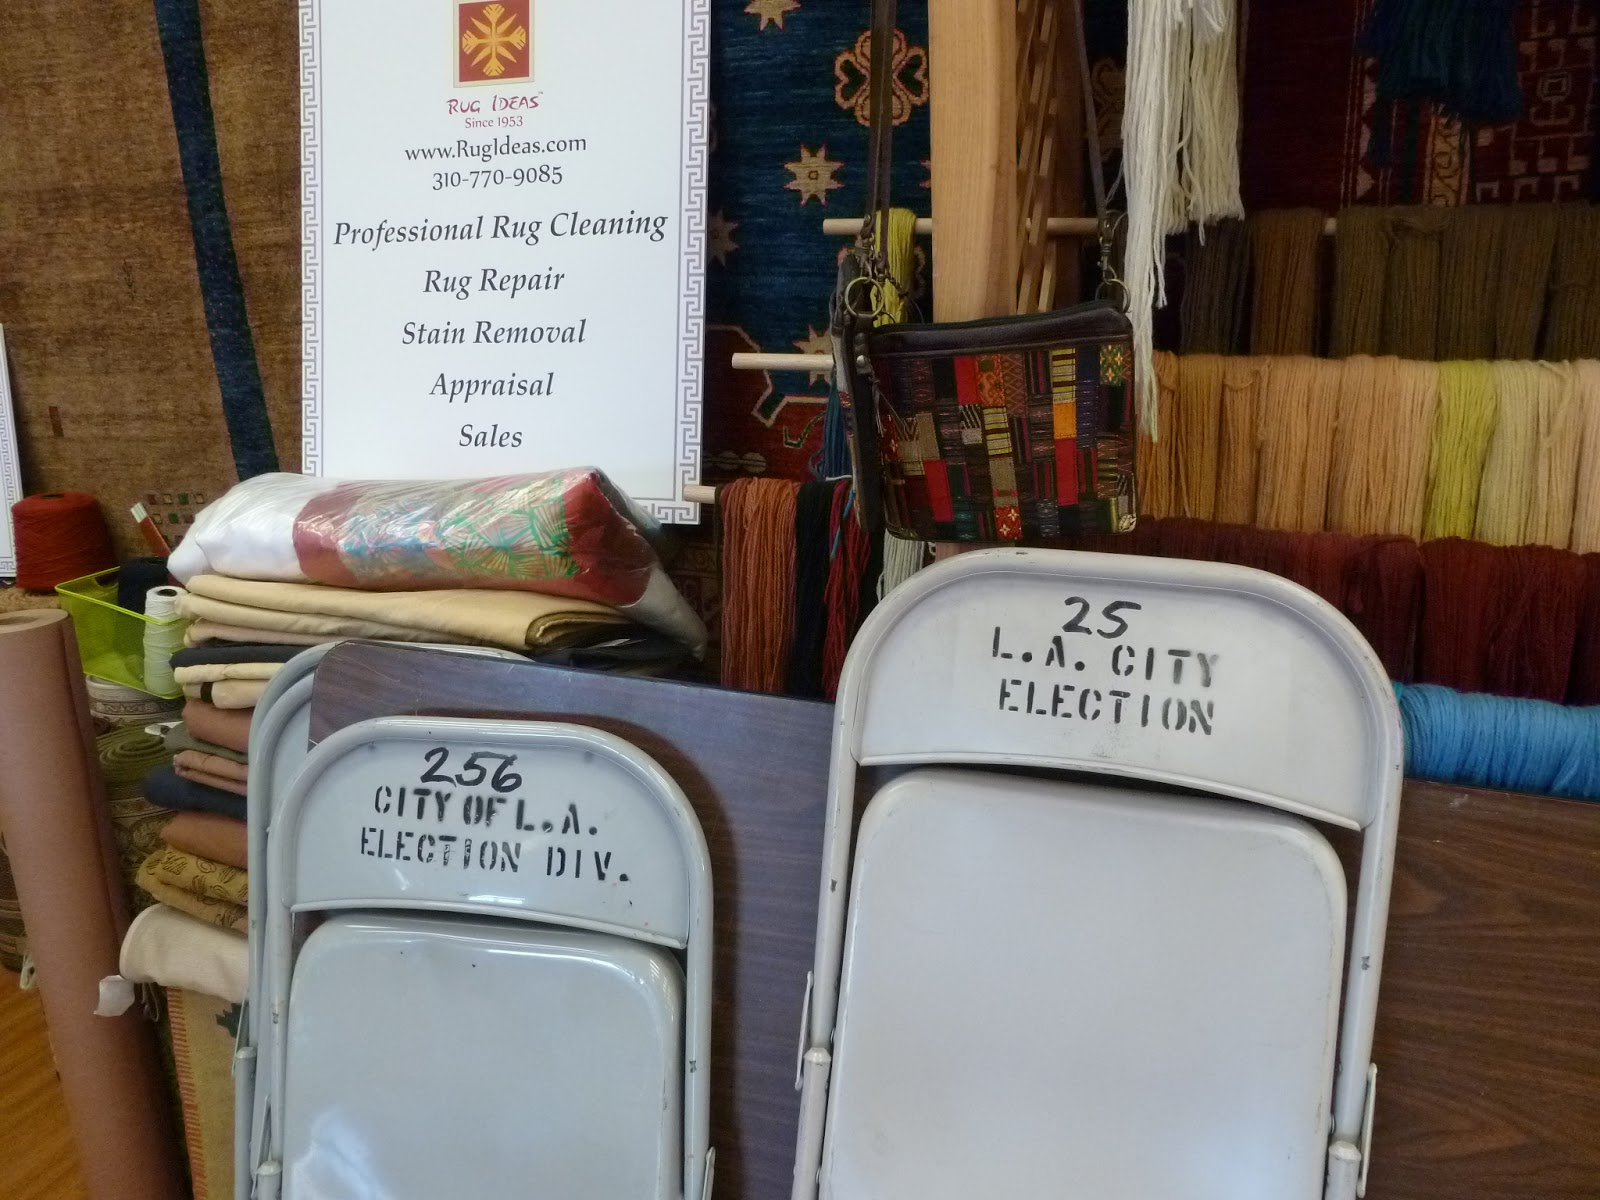 RUG IDEAS™
Since 1953
www.RugIdeas.com
310-770-9085
Professional Rug Cleaning
Rug Repair
Stain Removal
Appraisal
Sales
256
CITY OF L.A.
ELECTION DIV.
25
L.A. CITY
ELECTION